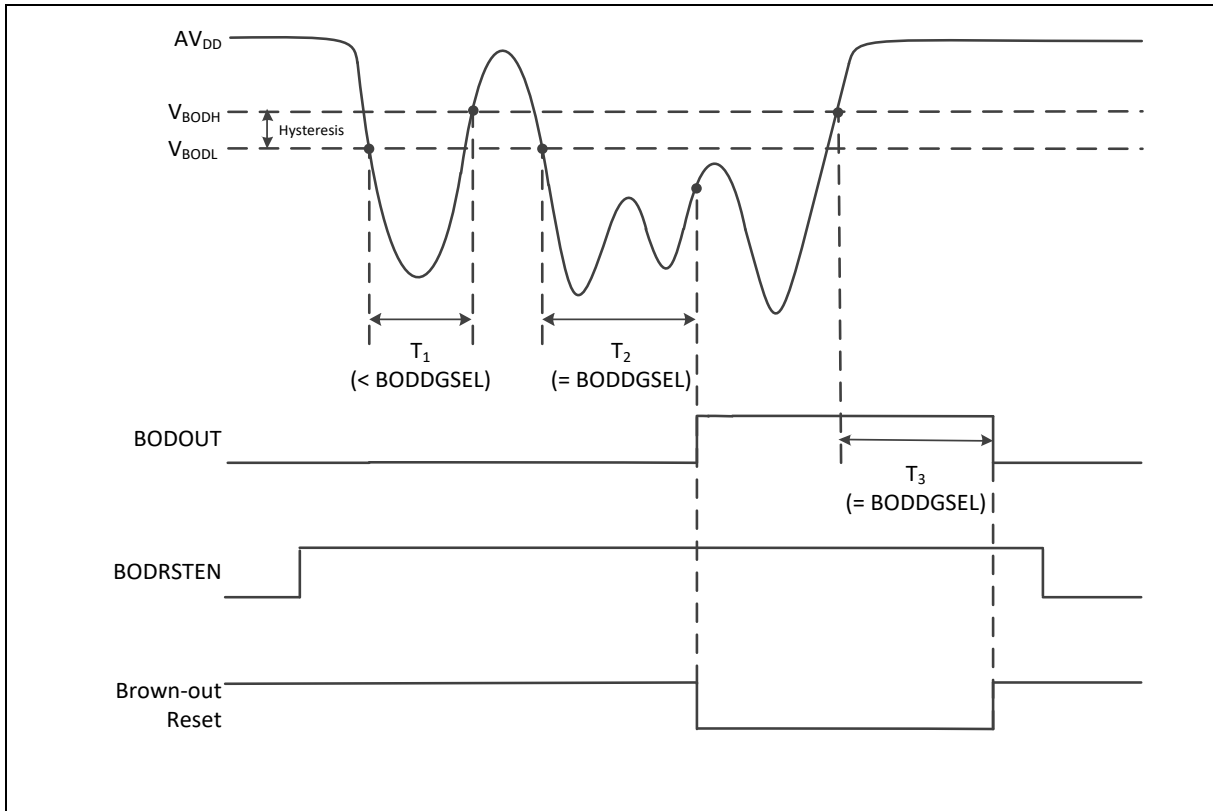 AVDD
VBODH
Hysteresis
VBODL
T1
(< BODDGSEL)
T2
(= BODDGSEL)
BODOUT
T3
(= BODDGSEL)
BODRSTEN
Brown-out
Reset